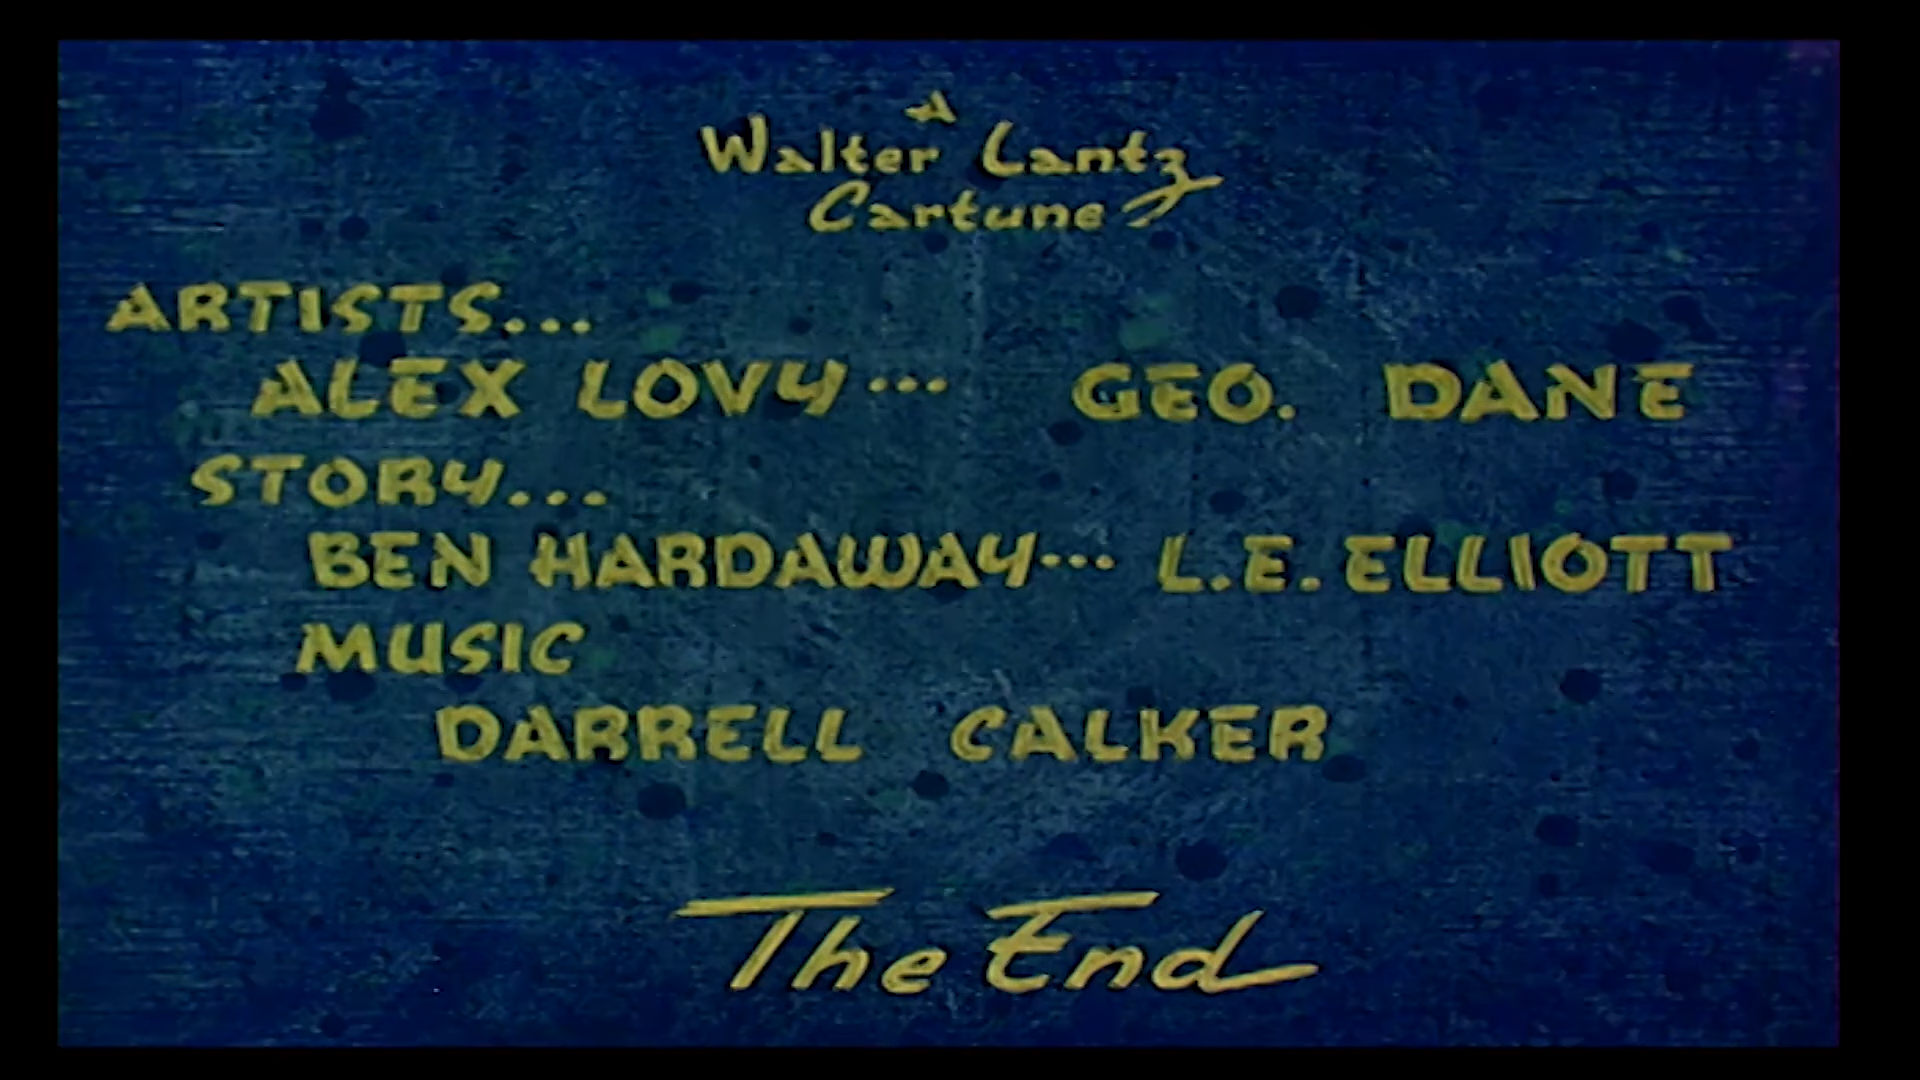 A
Walter Lantz
Cartune
ARTISTS...
ALEX LOVY... GEO. DANE
STORY...
BEN HARDAWAY... L.E. ELLIOTT
MUSIC
DARRELL CALKER
The End